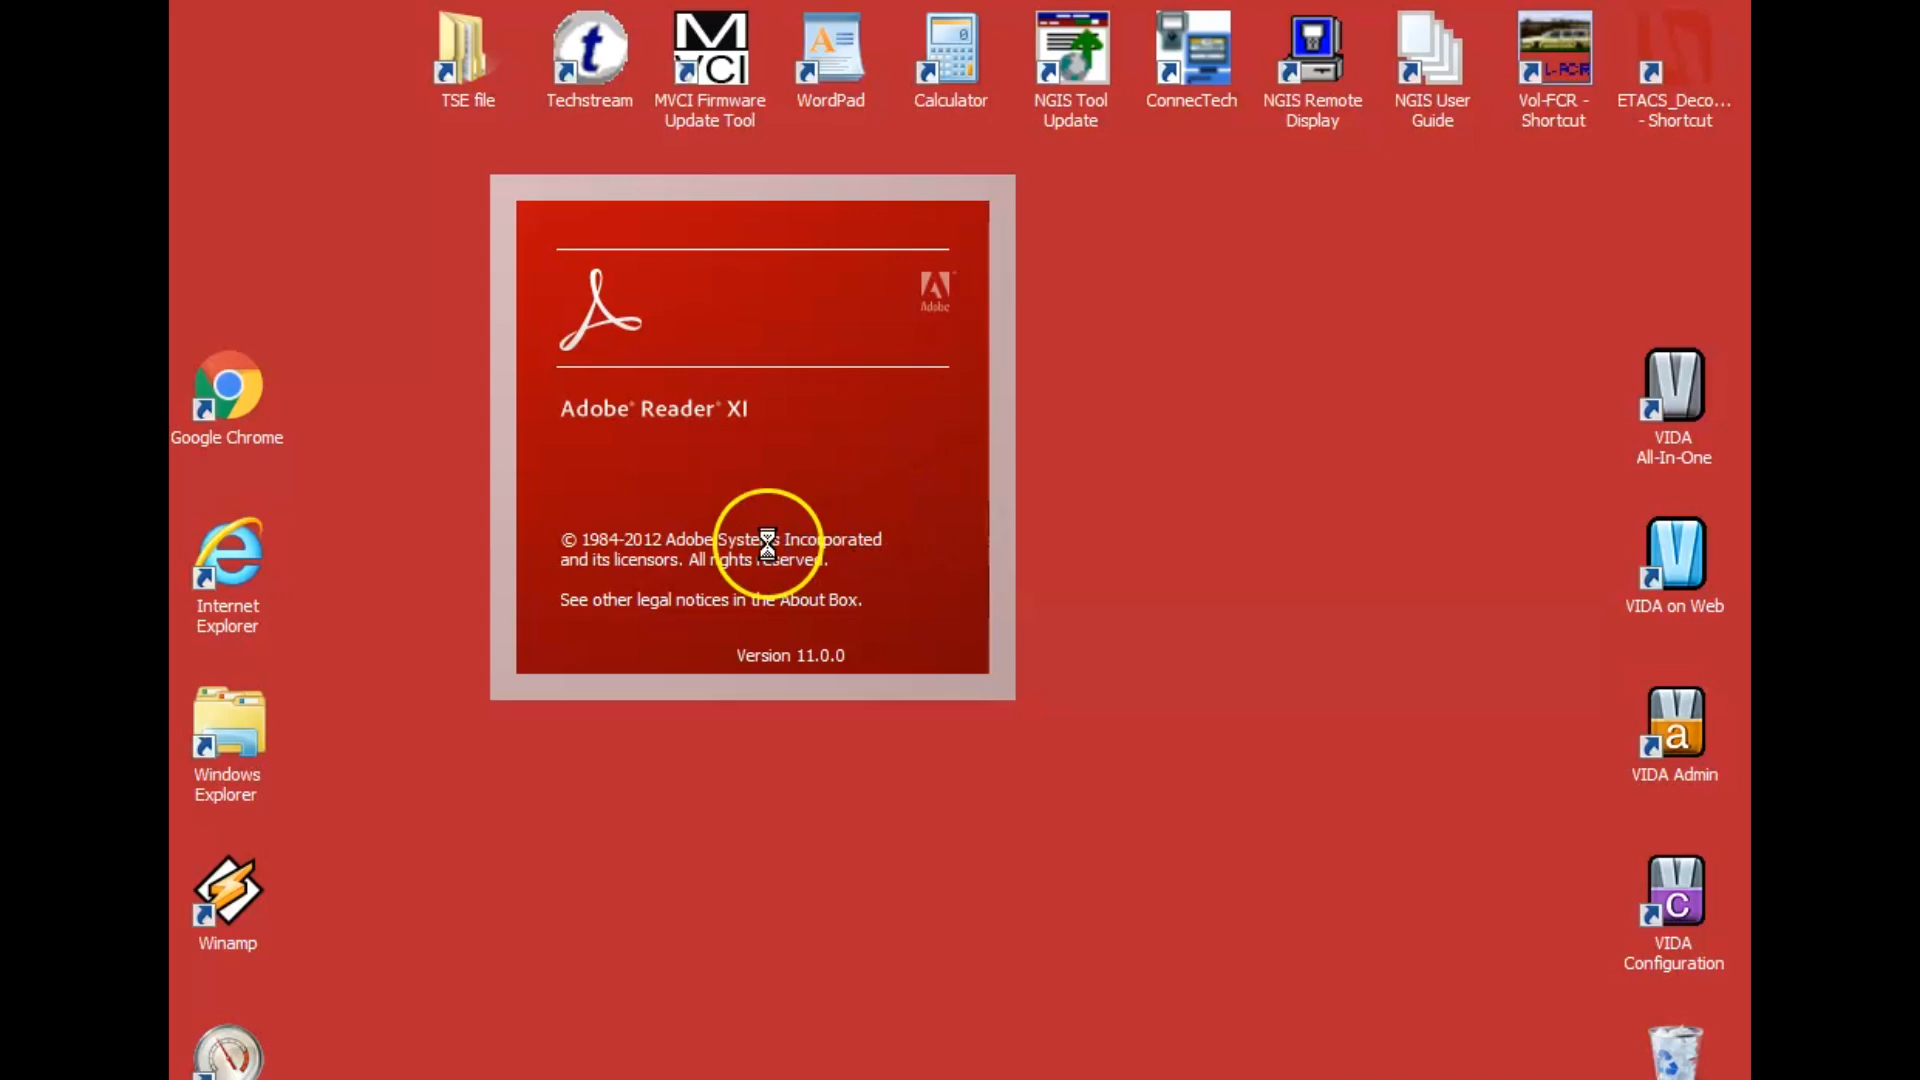 TSE file
Techstream
MVCI
MVCI Firmware
Update Tool
WordPad
Calculator
NGIS Tool
Update
ConnecTech
NGIS Remote
Display
NGIS User
Guide
L-PCIR
Vol-FCR -
Shortcut
ETACS_Deco...
- Shortcut
Adobe
Adobe® Reader® XI
© 1984-2012 Adobe Systems Incorporated
and its licensors. All rights reserved.
See other legal notices in the About Box.
Version 11.0.0
Google Chrome
Internet
Explorer
Windows
Explorer
Winamp
VIDA
All-In-One
VIDA on Web
VIDA Admin
VIDA
Configuration